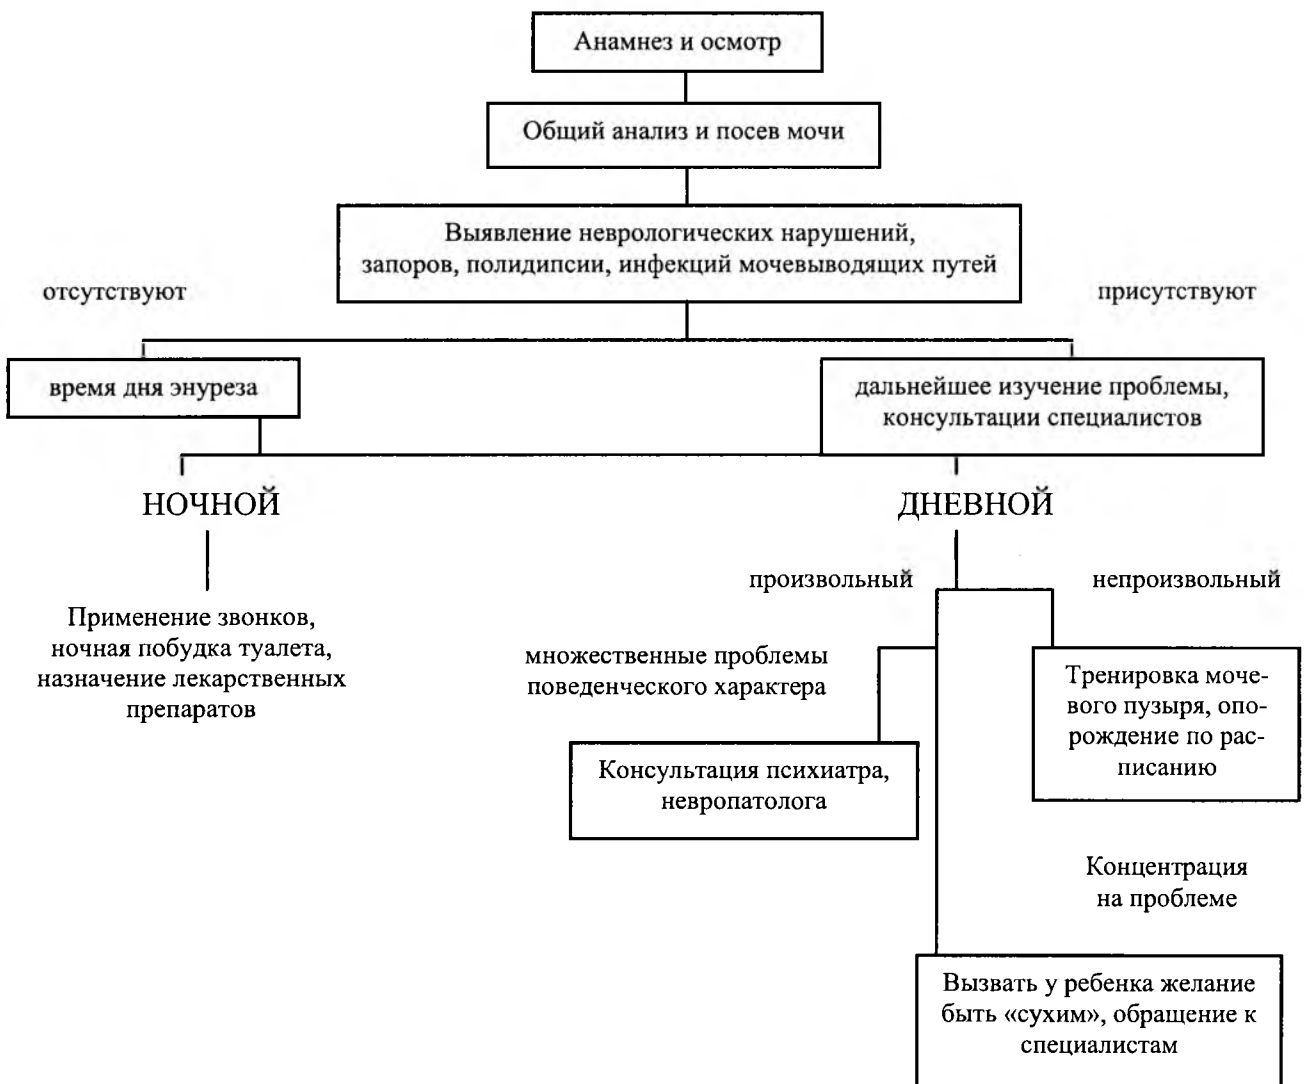 Анамнез и осмотр
Общий анализ и посев мочи
Выявление неврологических нарушений,
запоров, полидипсии, инфекций мочевыводящих путей
отсутствуют
присутствуют
время дня энуреза
дальнейшее изучение проблемы,
консультации специалистов
НОЧНОЙ
ДНЕВНОЙ
произвольный
непроизвольный
Применение звонков,
ночная побудка туалета,
назначение лекарственных
препаратов
множественные проблемы
поведенческого характера
Тренировка моче-
вого пузыря, опо-
рождение по рас-
писанию
Консультация психиатра,
невропатолога
Концентрация
на проблеме
Вызвать у ребенка желание
быть «сухим», обращение к
специалистам